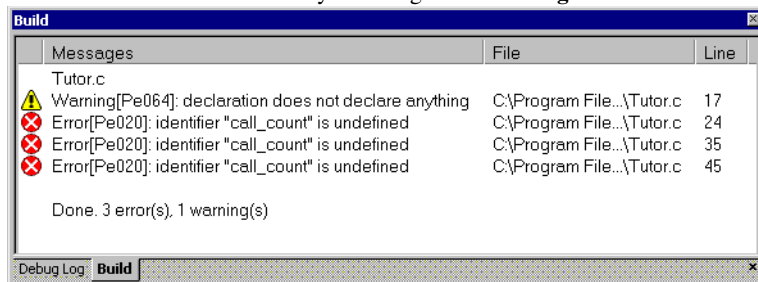 Build
Messages File Line
Tutor.c
Warning[Pe064]: declaration does not declare anything C:\Program File...\Tutor.c 17
Error[Pe020]: identifier "call_count" is undefined C:\Program File...\Tutor.c 24
Error[Pe020]: identifier "call_count" is undefined C:\Program File...\Tutor.c 35
Error[Pe020]: identifier "call_count" is undefined C:\Program File...\Tutor.c 45
Done. 3 error(s), 1 warning(s)
Debug Log Build